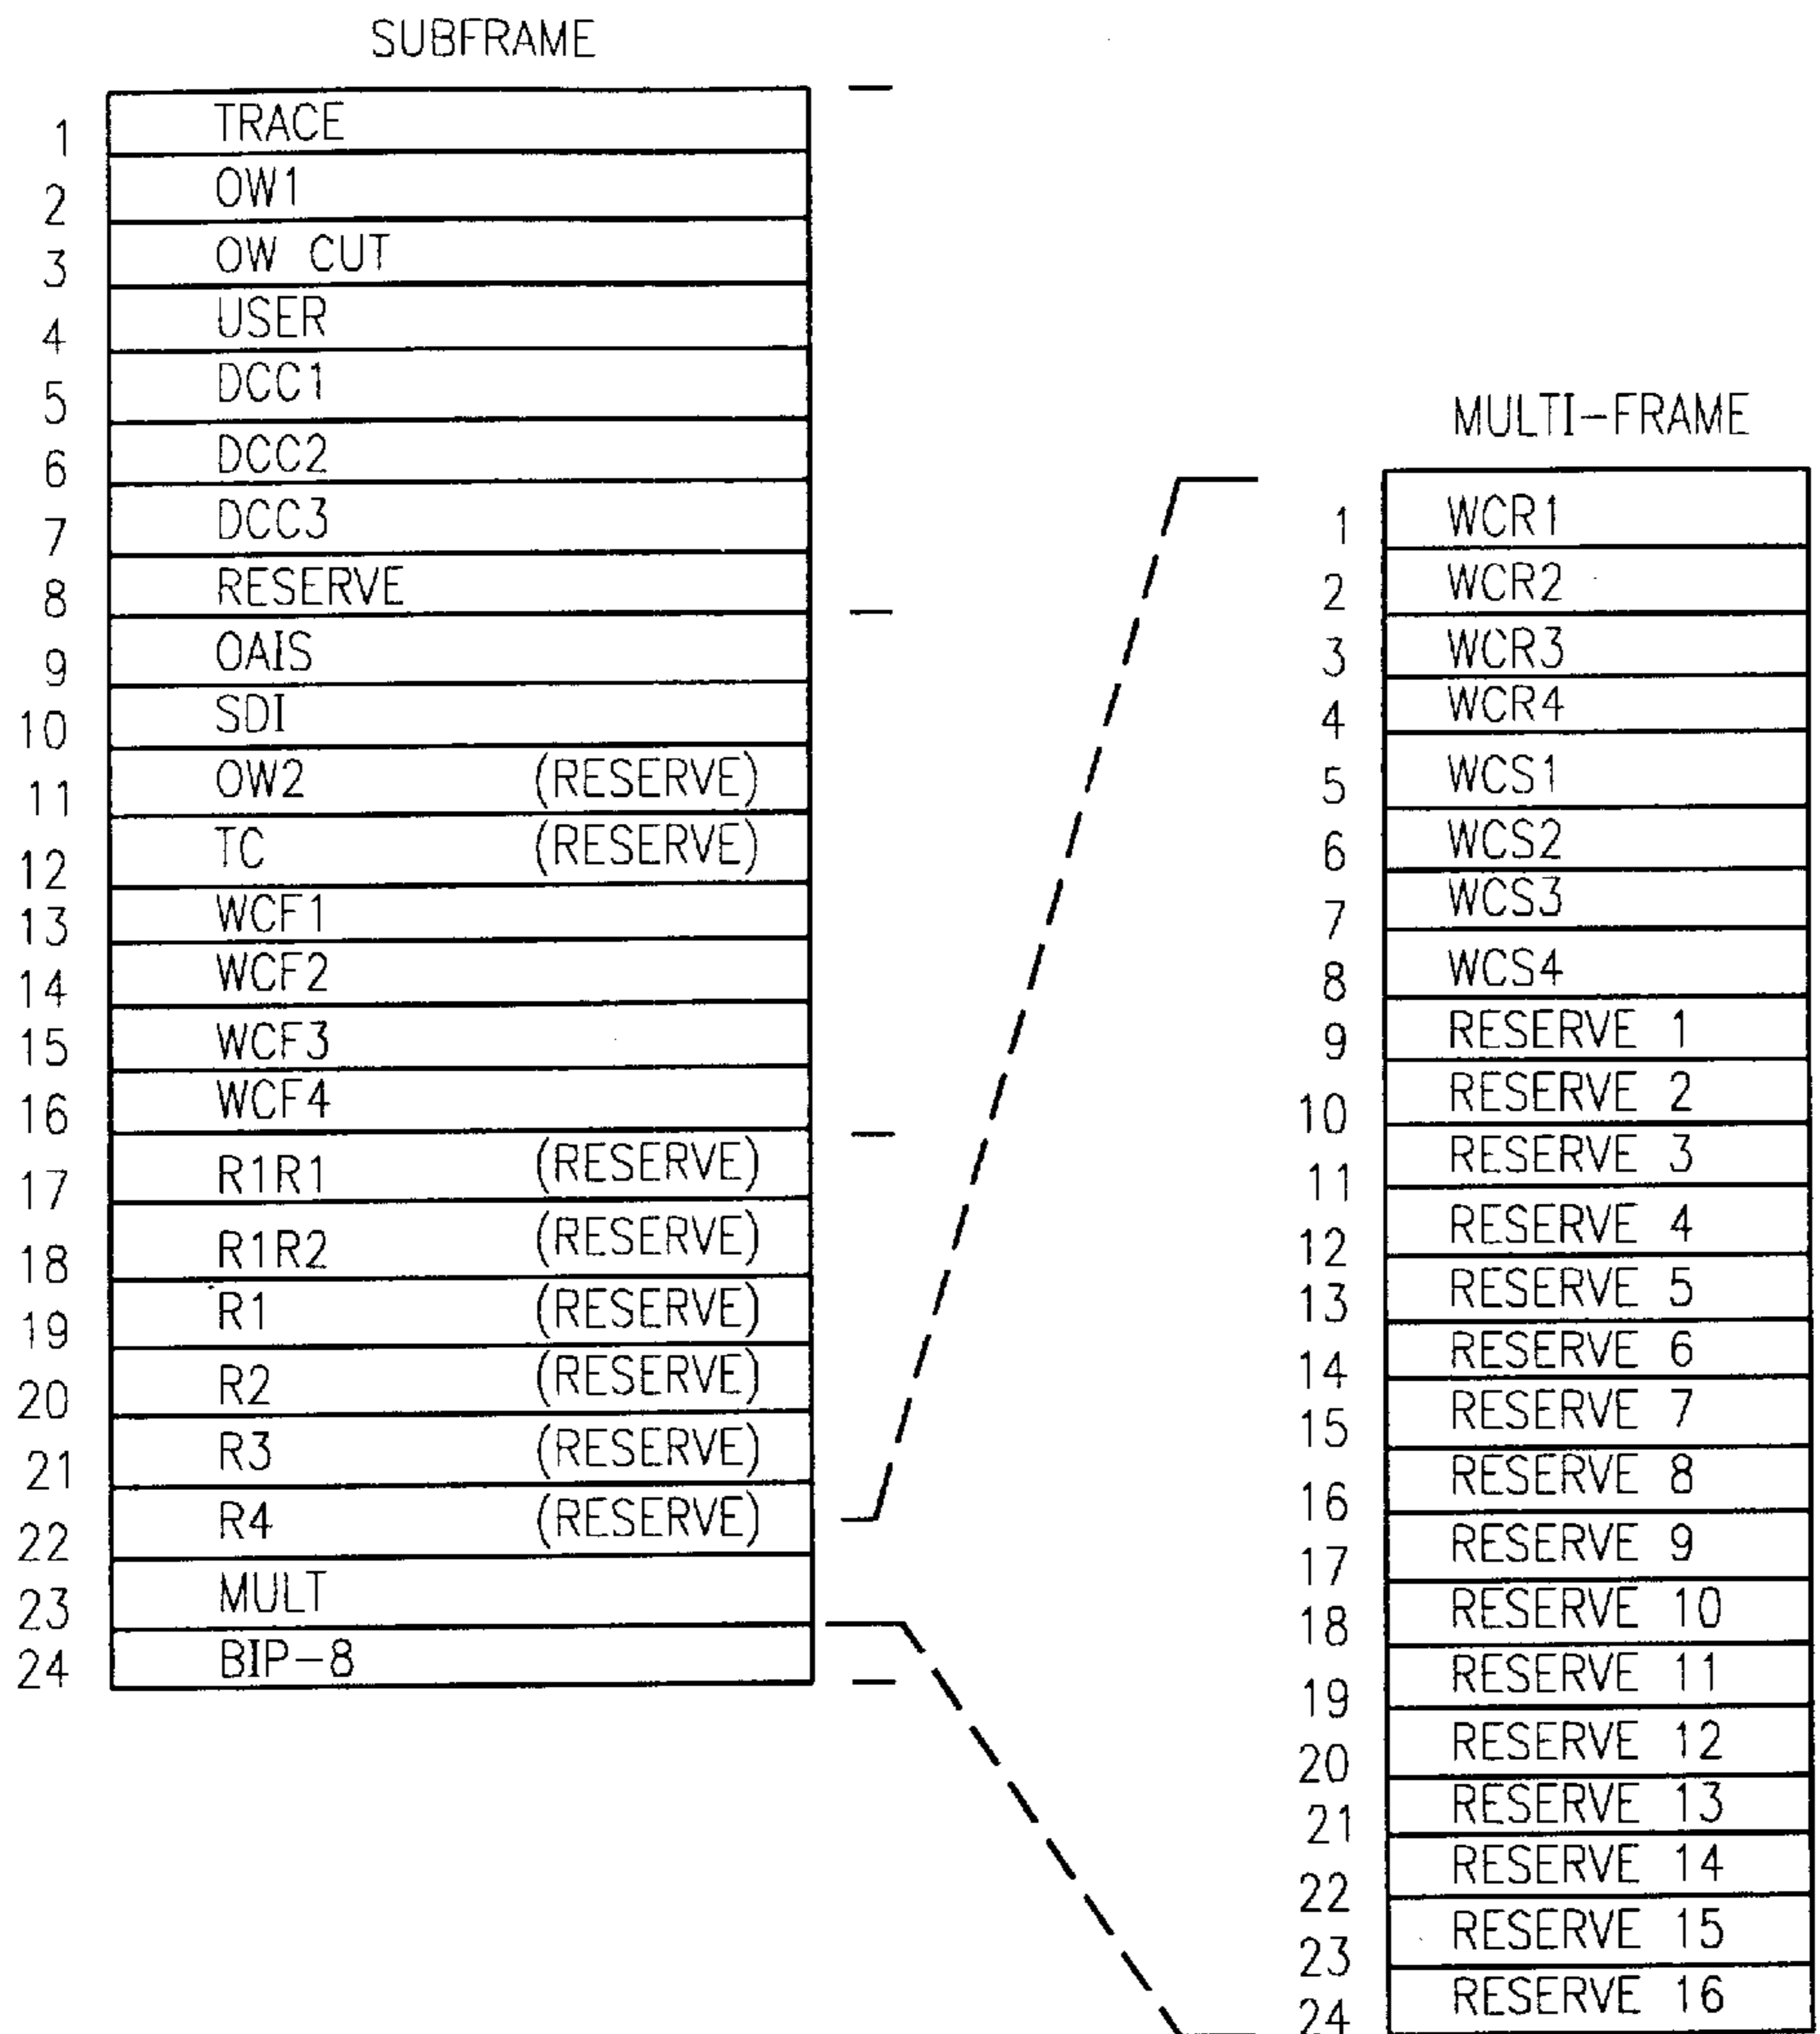 SUBFRAME
1 TRACE
2 OW1
3 OW CUT
4 USER
5 DCC1
6 DCC2
7 DCC3
8 RESERVE
9 OAIS
10 SDI
11 OW2 (RESERVE)
12 TC (RESERVE)
13 WCF1
14 WCF2
15 WCF3
16 WCF4
17 R1R1 (RESERVE)
18 R1R2 (RESERVE)
19 R1 (RESERVE)
20 R2 (RESERVE)
21 R3 (RESERVE)
22 R4 (RESERVE)
23 MULT
24 BIP-8
MULTI-FRAME
1 WCR1
2 WCR2
3 WCR3
4 WCR4
5 WCS1
6 WCS2
7 WCS3
8 WCS4
9 RESERVE 1
10 RESERVE 2
11 RESERVE 3
12 RESERVE 4
13 RESERVE 5
14 RESERVE 6
15 RESERVE 7
16 RESERVE 8
17 RESERVE 9
18 RESERVE 10
19 RESERVE 11
20 RESERVE 12
21 RESERVE 13
22 RESERVE 14
23 RESERVE 15
24 RESERVE 16